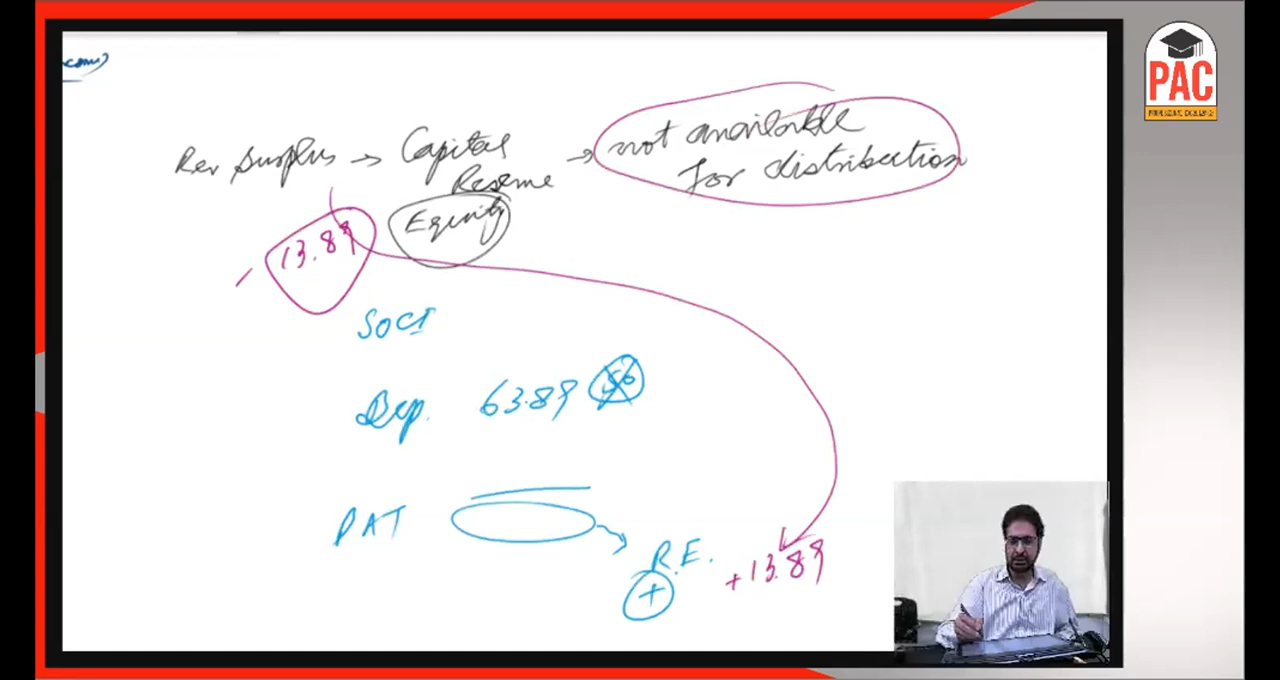 Rev Surplus → Capital Reserve → not available for distribution
Equity
13.89
SOCI
Dep. 63.89 50
PAT
R.E. +13.89
+
PAC